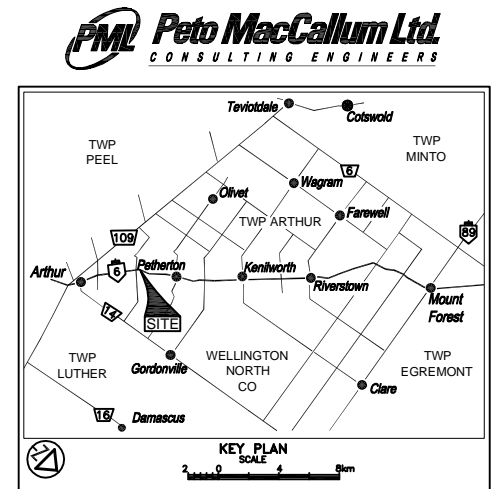 PML Peto MacCallum Ltd.
CONSULTING ENGINEERS
Teviotdale
Cotswold
TWP
PEEL
TWP
MINTO
6
Wagram
Olivet
Farewell
TWP ARTHUR
89
109
Arthur
6
Petherton
Kenilworth
Riverstown
Mount
Forest
14
SITE
TWP
LUTHER
Gordonville
WELLINGTON
NORTH
CO
TWP
EGREMONT
Clare
16
Damascus
KEY PLAN
SCALE
2 0 4 8km